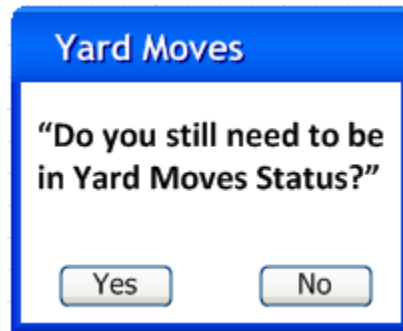 Yard Moves
“Do you still need to be
in Yard Moves Status?”
Yes No